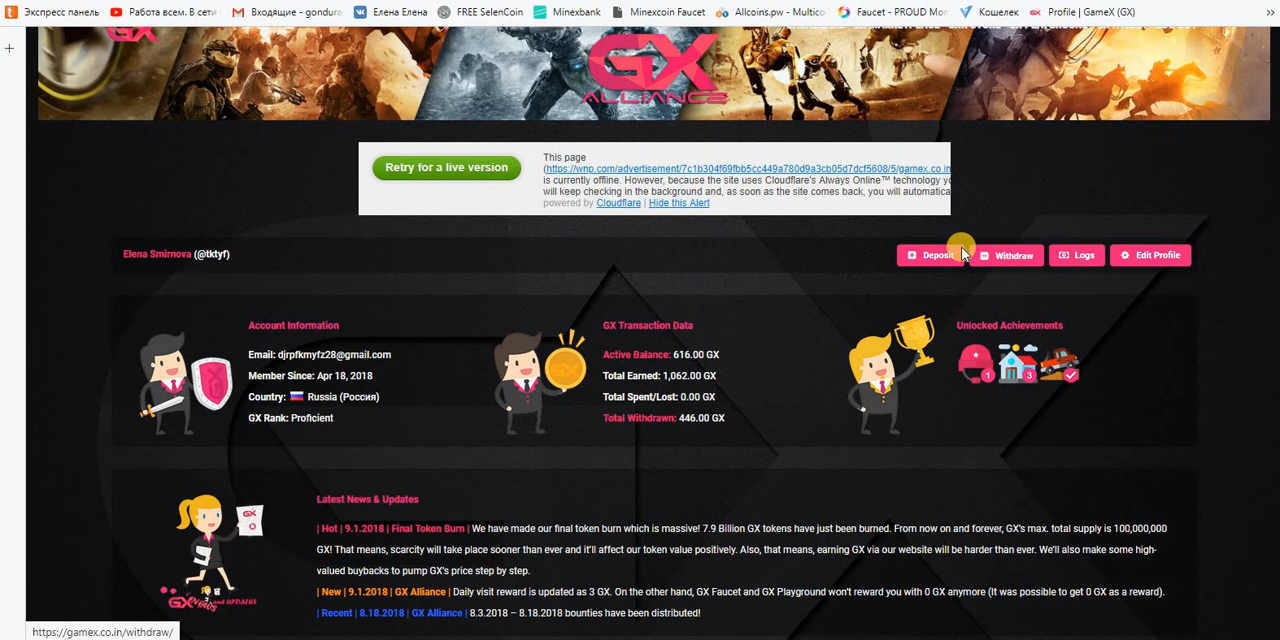 Экспресс панель Работа всем. В сети Входящие - gondura Елена Елена FREE SelenCoin Minexbank Minexcoin Faucet Allcoins.pw - Multico Faucet - PROUD Mon Кошелек Profile | GameX (GX) »
GX
GX
ALLIANCE
Retry for a live version
This page
(https://wnp.com/advertisement/7c1b304f69fbb5cc449a780d9a3cb05d7dcf5608/5/gamex.co.in
is currently offline. However, because the site uses Cloudflare's Always Online™ technology yo
will keep checking in the background and, as soon as the site comes back, you will automatica
powered by Cloudflare | Hide this Alert
Elena Smirnova (@tktyf)
Deposit Withdraw Logs Edit Profile
Account Information
Email: djrpfkmyfz28@gmail.com
Member Since: Apr 18, 2018
Country: Russia (Россия)
GX Rank: Proficient
GX Transaction Data
Active Balance: 616.00 GX
Total Earned: 1,062.00 GX
Total Spent/Lost: 0.00 GX
Total Withdrawn: 446.00 GX
Unlocked Achievements
1 3
Latest News & Updates
| Hot | 9.1.2018 | Final Token Burn | We have made our final token burn which is massive! 7.9 Billion GX tokens have just been burned. From now on and forever, GX's max. total supply is 100,000,000
GX! That means, scarcity will take place sooner than ever and it'll affect our token value positively. Also, that means, earning GX via our website will be harder than ever. We'll also make some high-
valued buybacks to pump GX's price step by step.
| New | 9.1.2018 | GX Alliance | Daily visit reward is updated as 3 GX. On the other hand, GX Faucet and GX Playground won't reward you with 0 GX anymore (It was possible to get 0 GX as a reward).
| Recent | 8.18.2018 | GX Alliance | 8.3.2018 – 8.18.2018 bounties have been distributed!
GX
GX NEWS and UPDATES
https://gamex.co.in/withdraw/